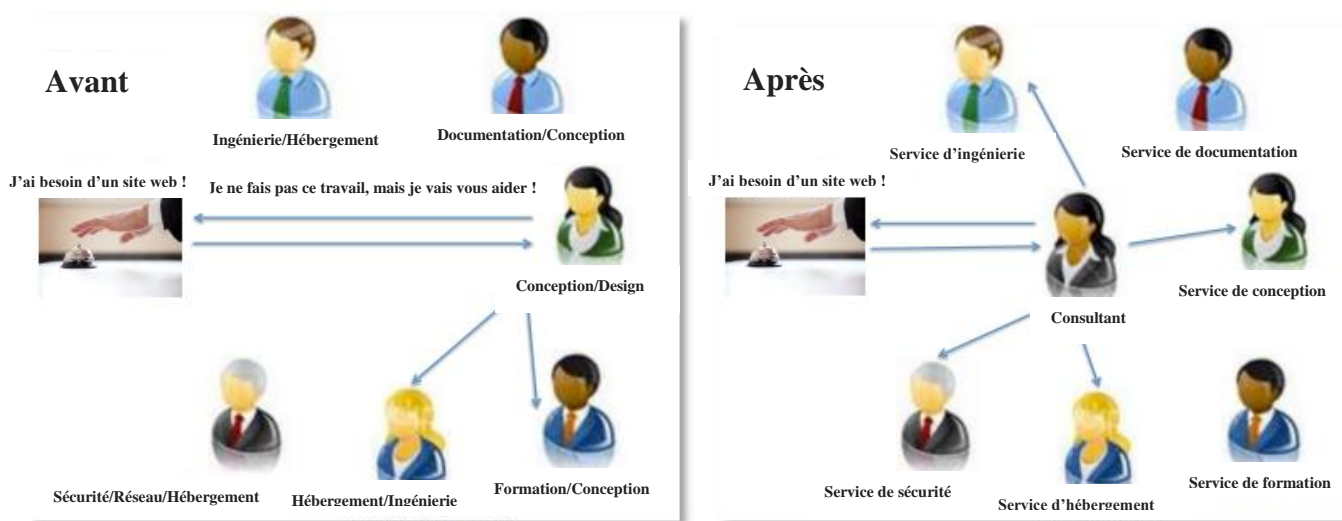 Avant
Ingénierie/Hébergement
Documentation/Conception
J'ai besoin d'un site web !
Je ne fais pas ce travail, mais je vais vous aider !
Conception/Design
Sécurité/Réseau/Hébergement
Hébergement/Ingénierie
Formation/Conception
Après
Service d'ingénierie
Service de documentation
J'ai besoin d'un site web !
Service de conception
Consultant
Service de sécurité
Service d'hébergement
Service de formation